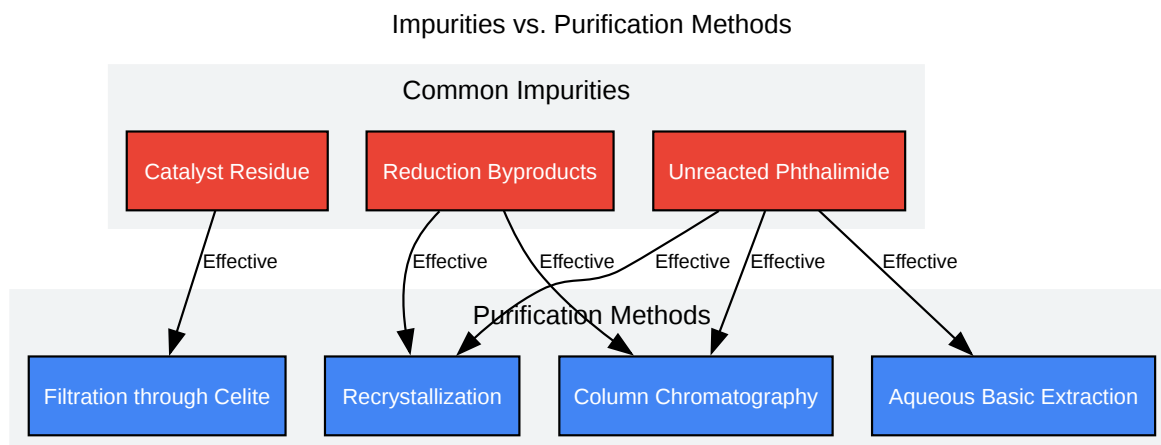 Impurities vs. Purification Methods
Common Impurities
Catalyst Residue
Reduction Byproducts
Unreacted Phthalimide
Effective
Effective
Effective
Effective
Effective
Effective
Purification Methods
Filtration through Celite
Recrystallization
Column Chromatography
Aqueous Basic Extraction